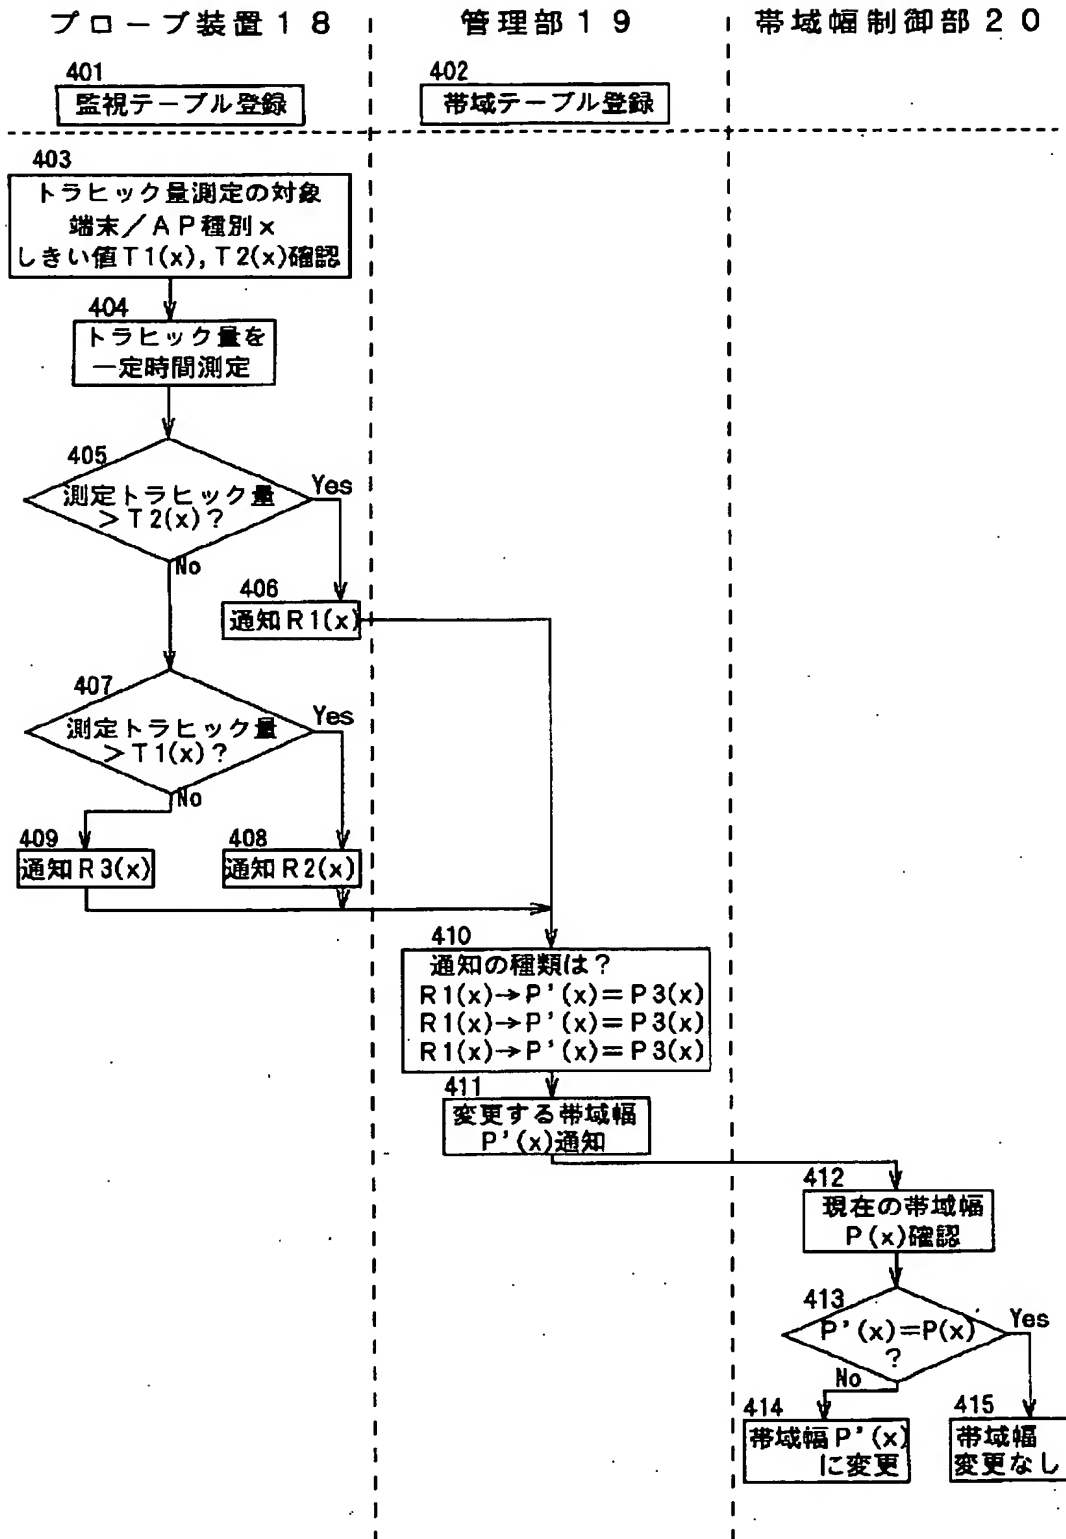 プローブ装置１８
管理部１９
帯域幅制御部２０
401
監視テーブル登録
402
帯域テーブル登録
403
トラヒック量測定の対象
端末／ＡＰ種別x
しきい値T1(x), T2(x)確認
404
トラヒック量を
一定時間測定
405
測定トラヒック量
＞T2(x)？
Yes
No
406
通知R1(x)
407
測定トラヒック量
＞T1(x)？
Yes
No
409
通知R3(x)
408
通知R2(x)
410
通知の種類は？
R1(x)→P'(x)＝P3(x)
R1(x)→P'(x)＝P3(x)
R1(x)→P'(x)＝P3(x)
411
変更する帯域幅
P'(x)通知
412
現在の帯域幅
P(x)確認
413
P'(x)＝P(x)
？
Yes
No
414
帯域幅P'(x)
に変更
415
帯域幅
変更なし